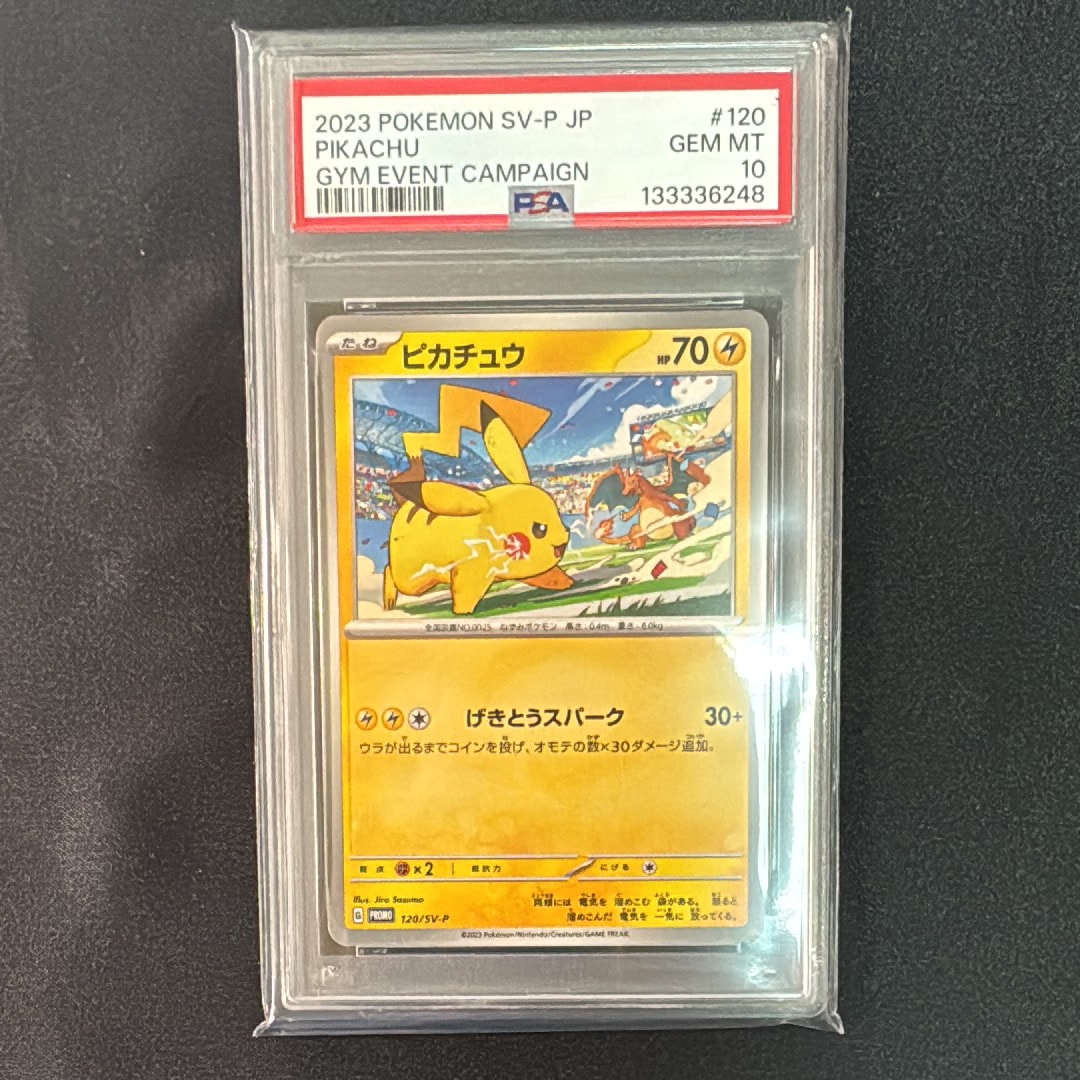 2023 POKEMON SV-P JP #120
PIKACHU GEM MT
GYM EVENT CAMPAIGN 10
PSA 133336248
たね ピカチュウ HP 70
全国図鑑NO.0025 ねずみポケモン 高さ:0.4m 重さ:6.0kg
げきとうスパーク 30+
ウラが出るまでコインを投げ、オモテの数×30ダメージ追加。
弱点 ×2 抵抗力 にげる
Illus. Jiro Sasumo
両頬には 電気を 溜めこむ 袋がある。 怒ると
溜めこんだ 電気を 一気に 放ってくる。
G PROMO 120/SV-P
©2023 Pokémon/Nintendo/Creatures/GAME FREAK.